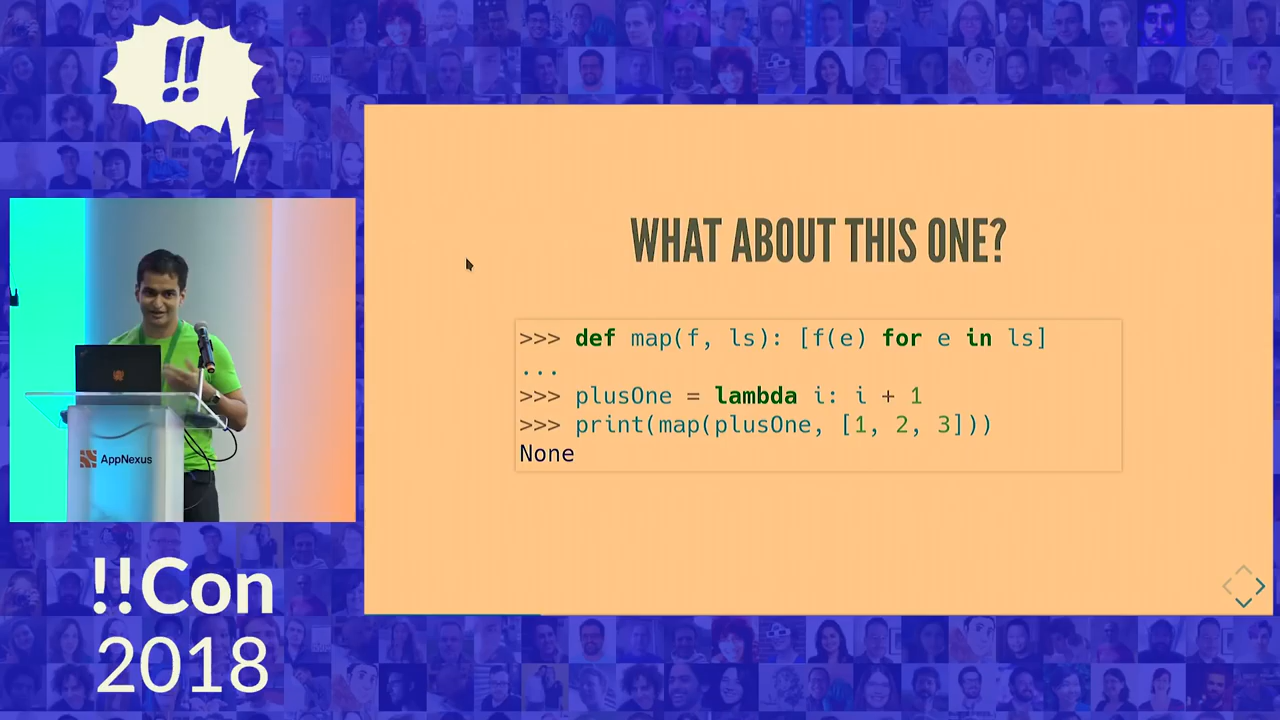 !!
WHAT ABOUT THIS ONE?
>>> def map(f, ls): [f(e) for e in ls]
...
>>> plusOne = lambda i: i + 1
>>> print(map(plusOne, [1, 2, 3]))
None
AppNexus
!!Con
2018